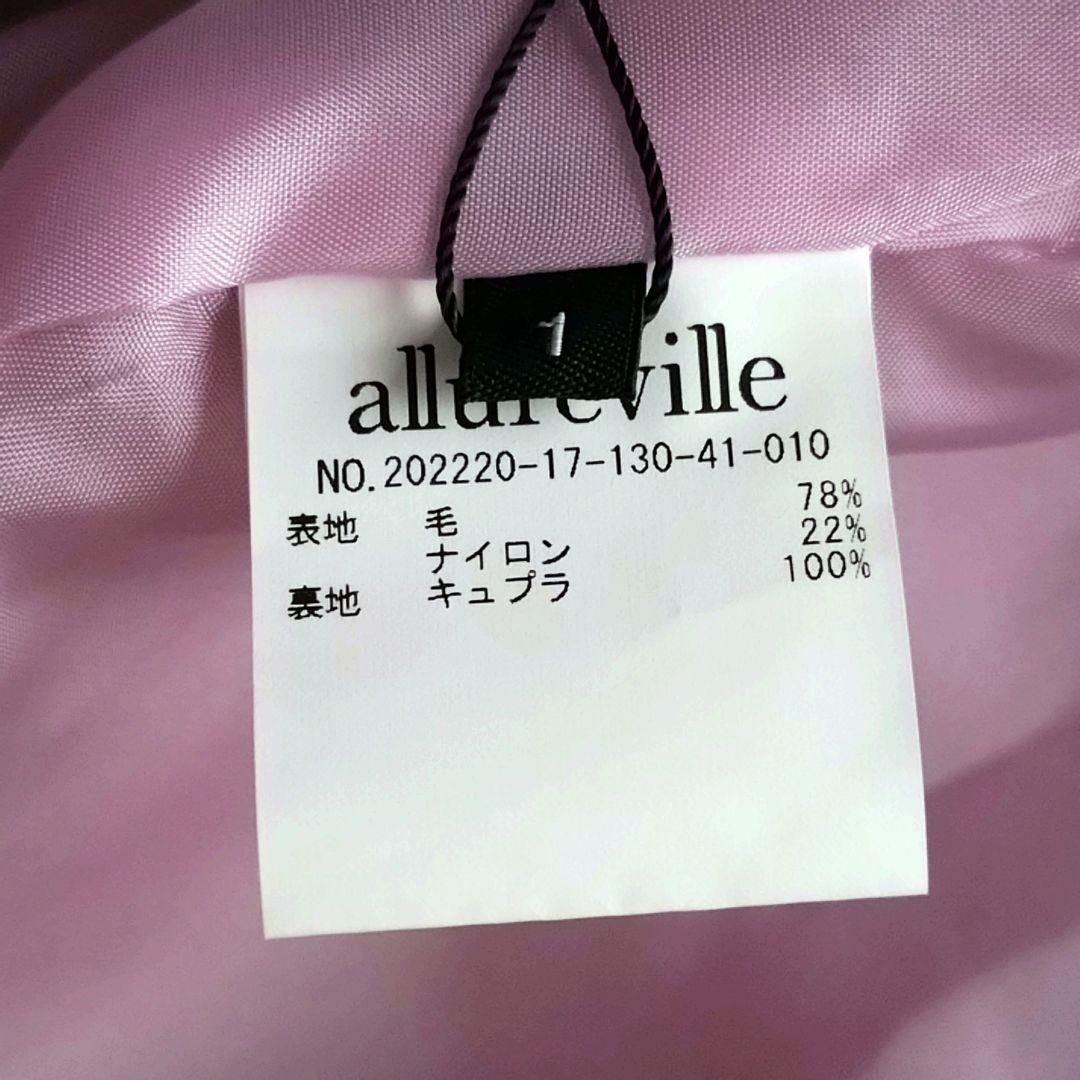 1
allureville
NO.202220-17-130-41-010
表地 毛 78%
ナイロン 22%
裏地 キュプラ 100%